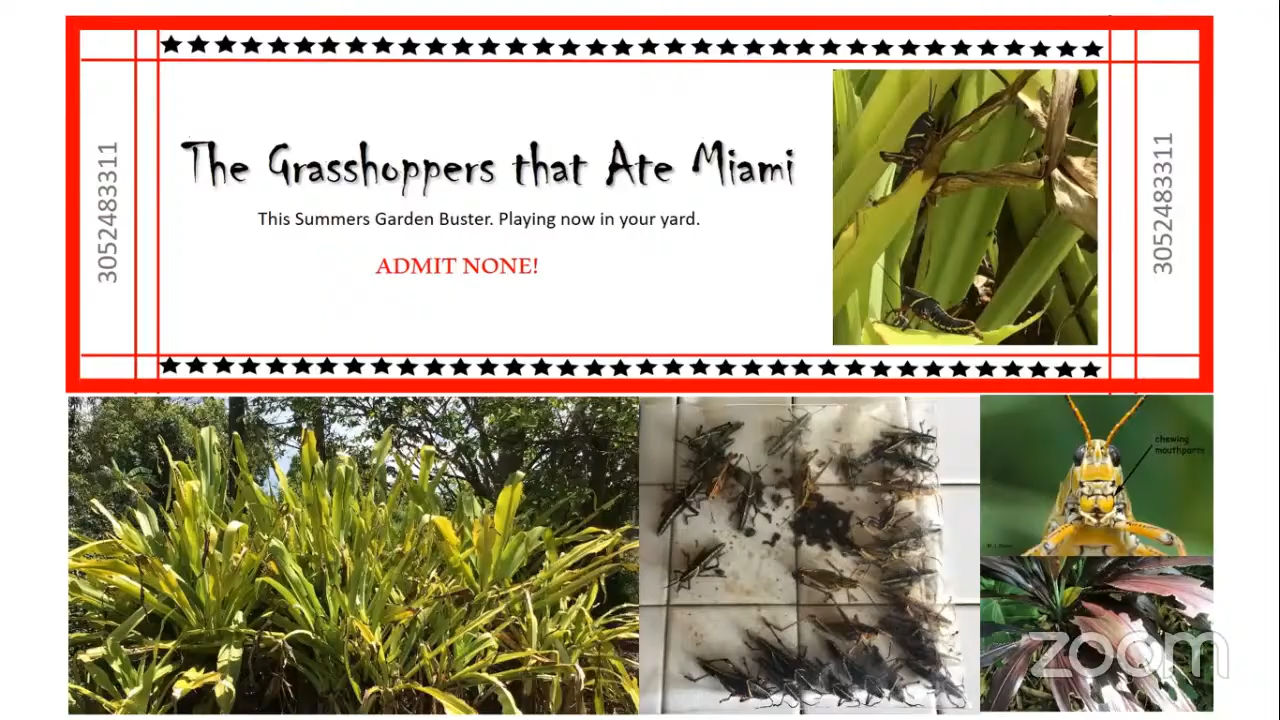 The Grasshoppers that Ate Miami
This Summers Garden Buster. Playing now in your yard.
ADMIT NONE!
3052483311
3052483311
chewing
mouthparts
zoom